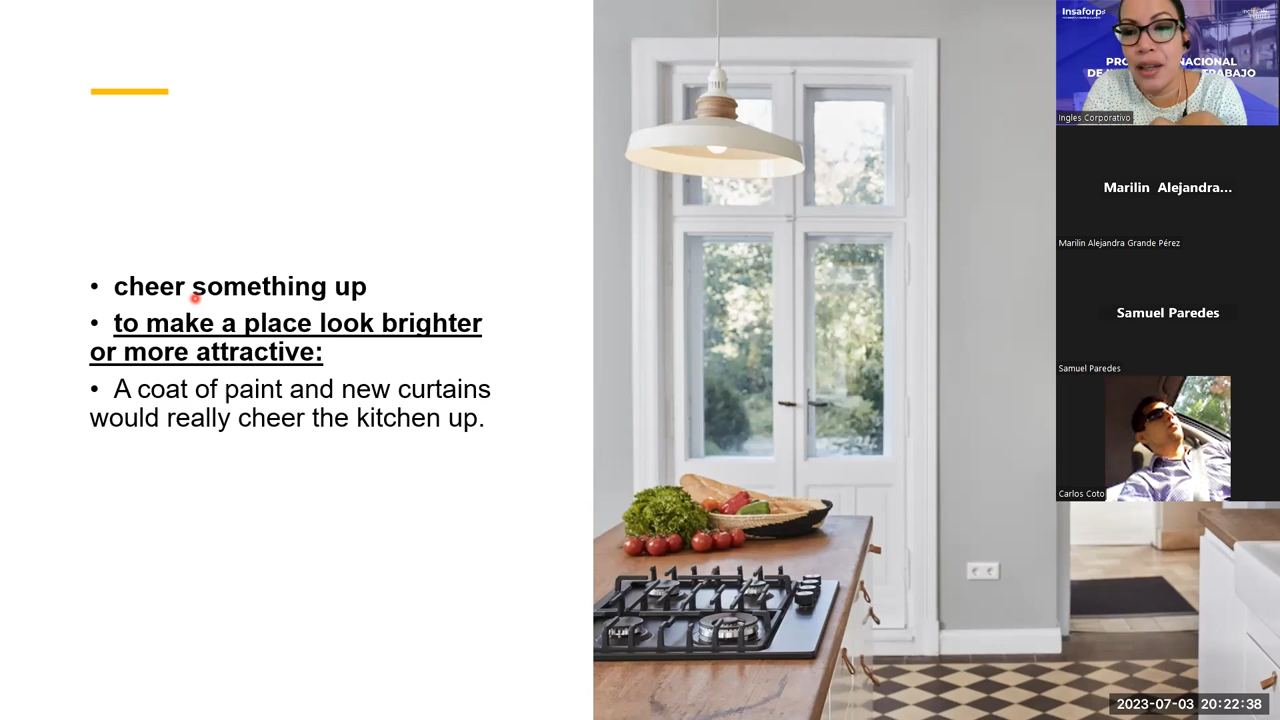 • cheer something up
• to make a place look brighter
or more attractive:
• A coat of paint and new curtains
would really cheer the kitchen up.
Insaforp
NACIONAL
TRABAJO
Ingles Corporativo
Marilin Alejandra...
Marilin Alejandra Grande Pérez
Samuel Paredes
Samuel Paredes
Carlos Coto
2023-07-03 20:22:38